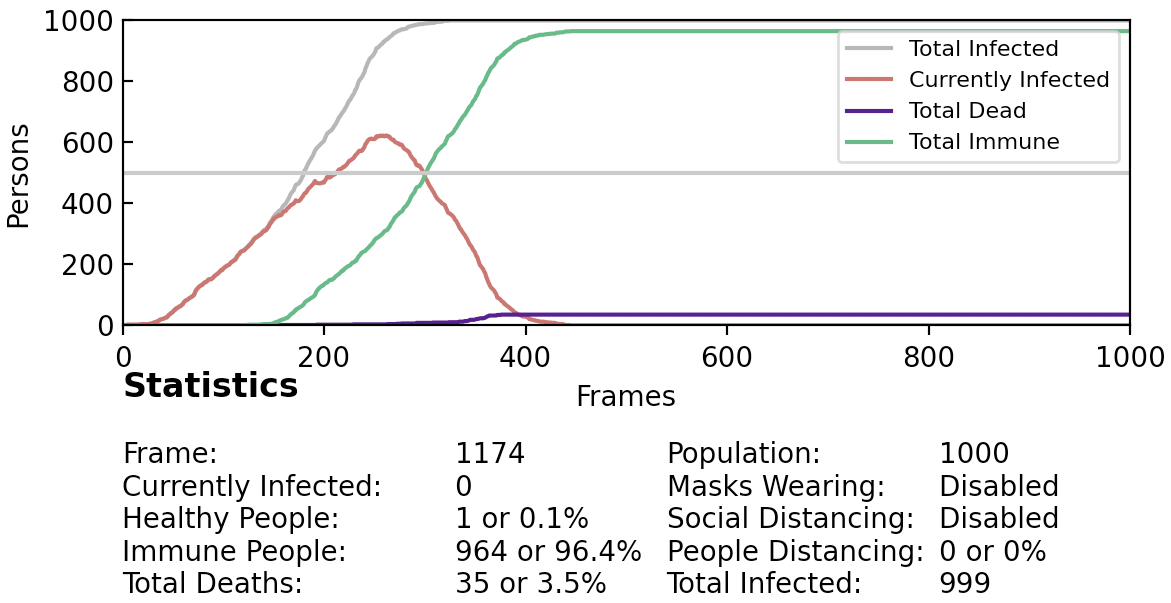 1000
800
600
400
200
0
Persons
Total Infected
Currently Infected
Total Dead
Total Immune
0 200 400 600 800 1000
Frames
Statistics
Frame: 1174 Population: 1000
Currently Infected: 0 Masks Wearing: Disabled
Healthy People: 1 or 0.1% Social Distancing: Disabled
Immune People: 964 or 96.4% People Distancing: 0 or 0%
Total Deaths: 35 or 3.5% Total Infected: 999